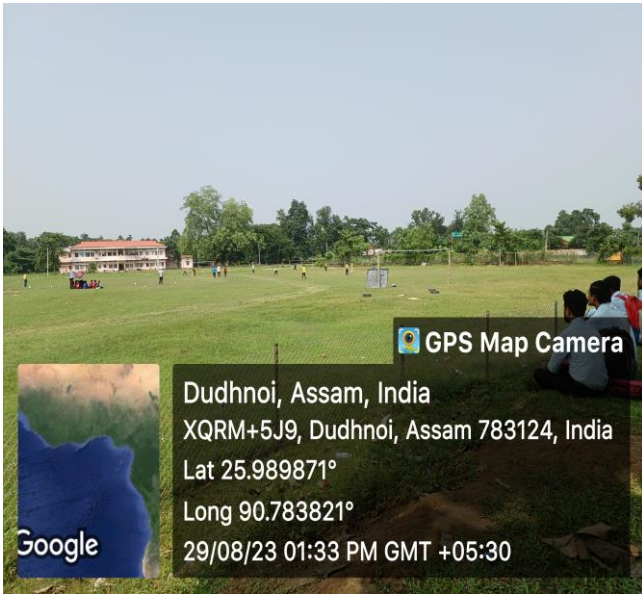 GPS Map Camera
Dudhnoi, Assam, India
XQRM+5J9, Dudhnoi, Assam 783124, India
Lat 25.989871°
Long 90.783821°
29/08/23 01:33 PM GMT +05:30
Google